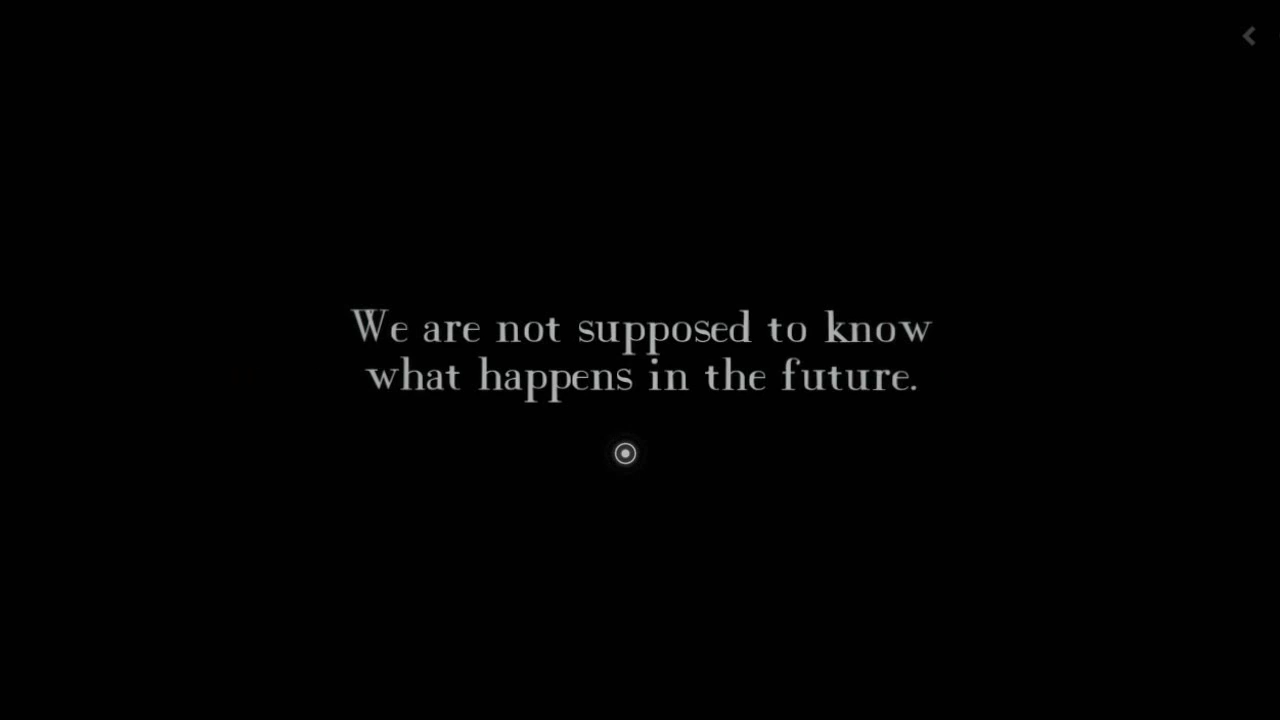 We are not supposed to know
what happens in the future.